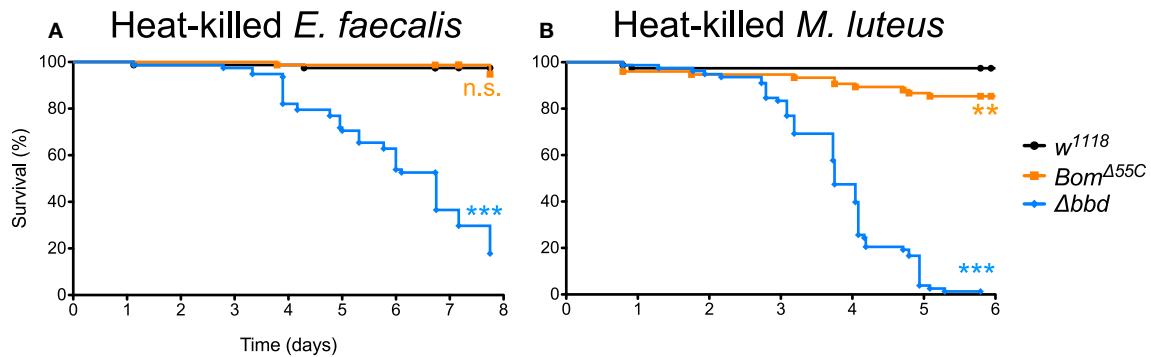 A Heat-killed E. faecalis
B Heat-killed M. luteus
Survival (%)
100
80
60
40
20
0
0 1 2 3 4 5 6 7 8
Time (days)
n.s.
***
100
80
60
40
20
0
0 1 2 3 4 5 6
**
***
w1118
BomΔ55C
Δbbd